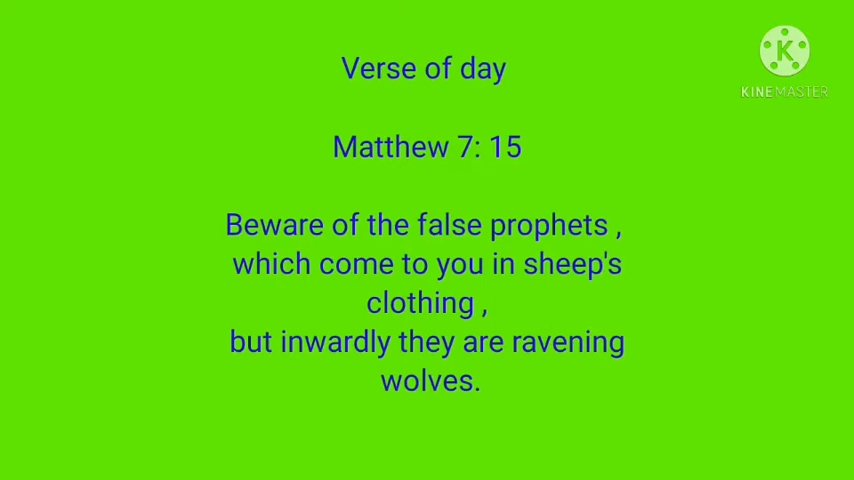 Verse of day
K
KINEMASTER
Matthew 7: 15
Beware of the false prophets ,
which come to you in sheep's
clothing ,
but inwardly they are ravening
wolves.